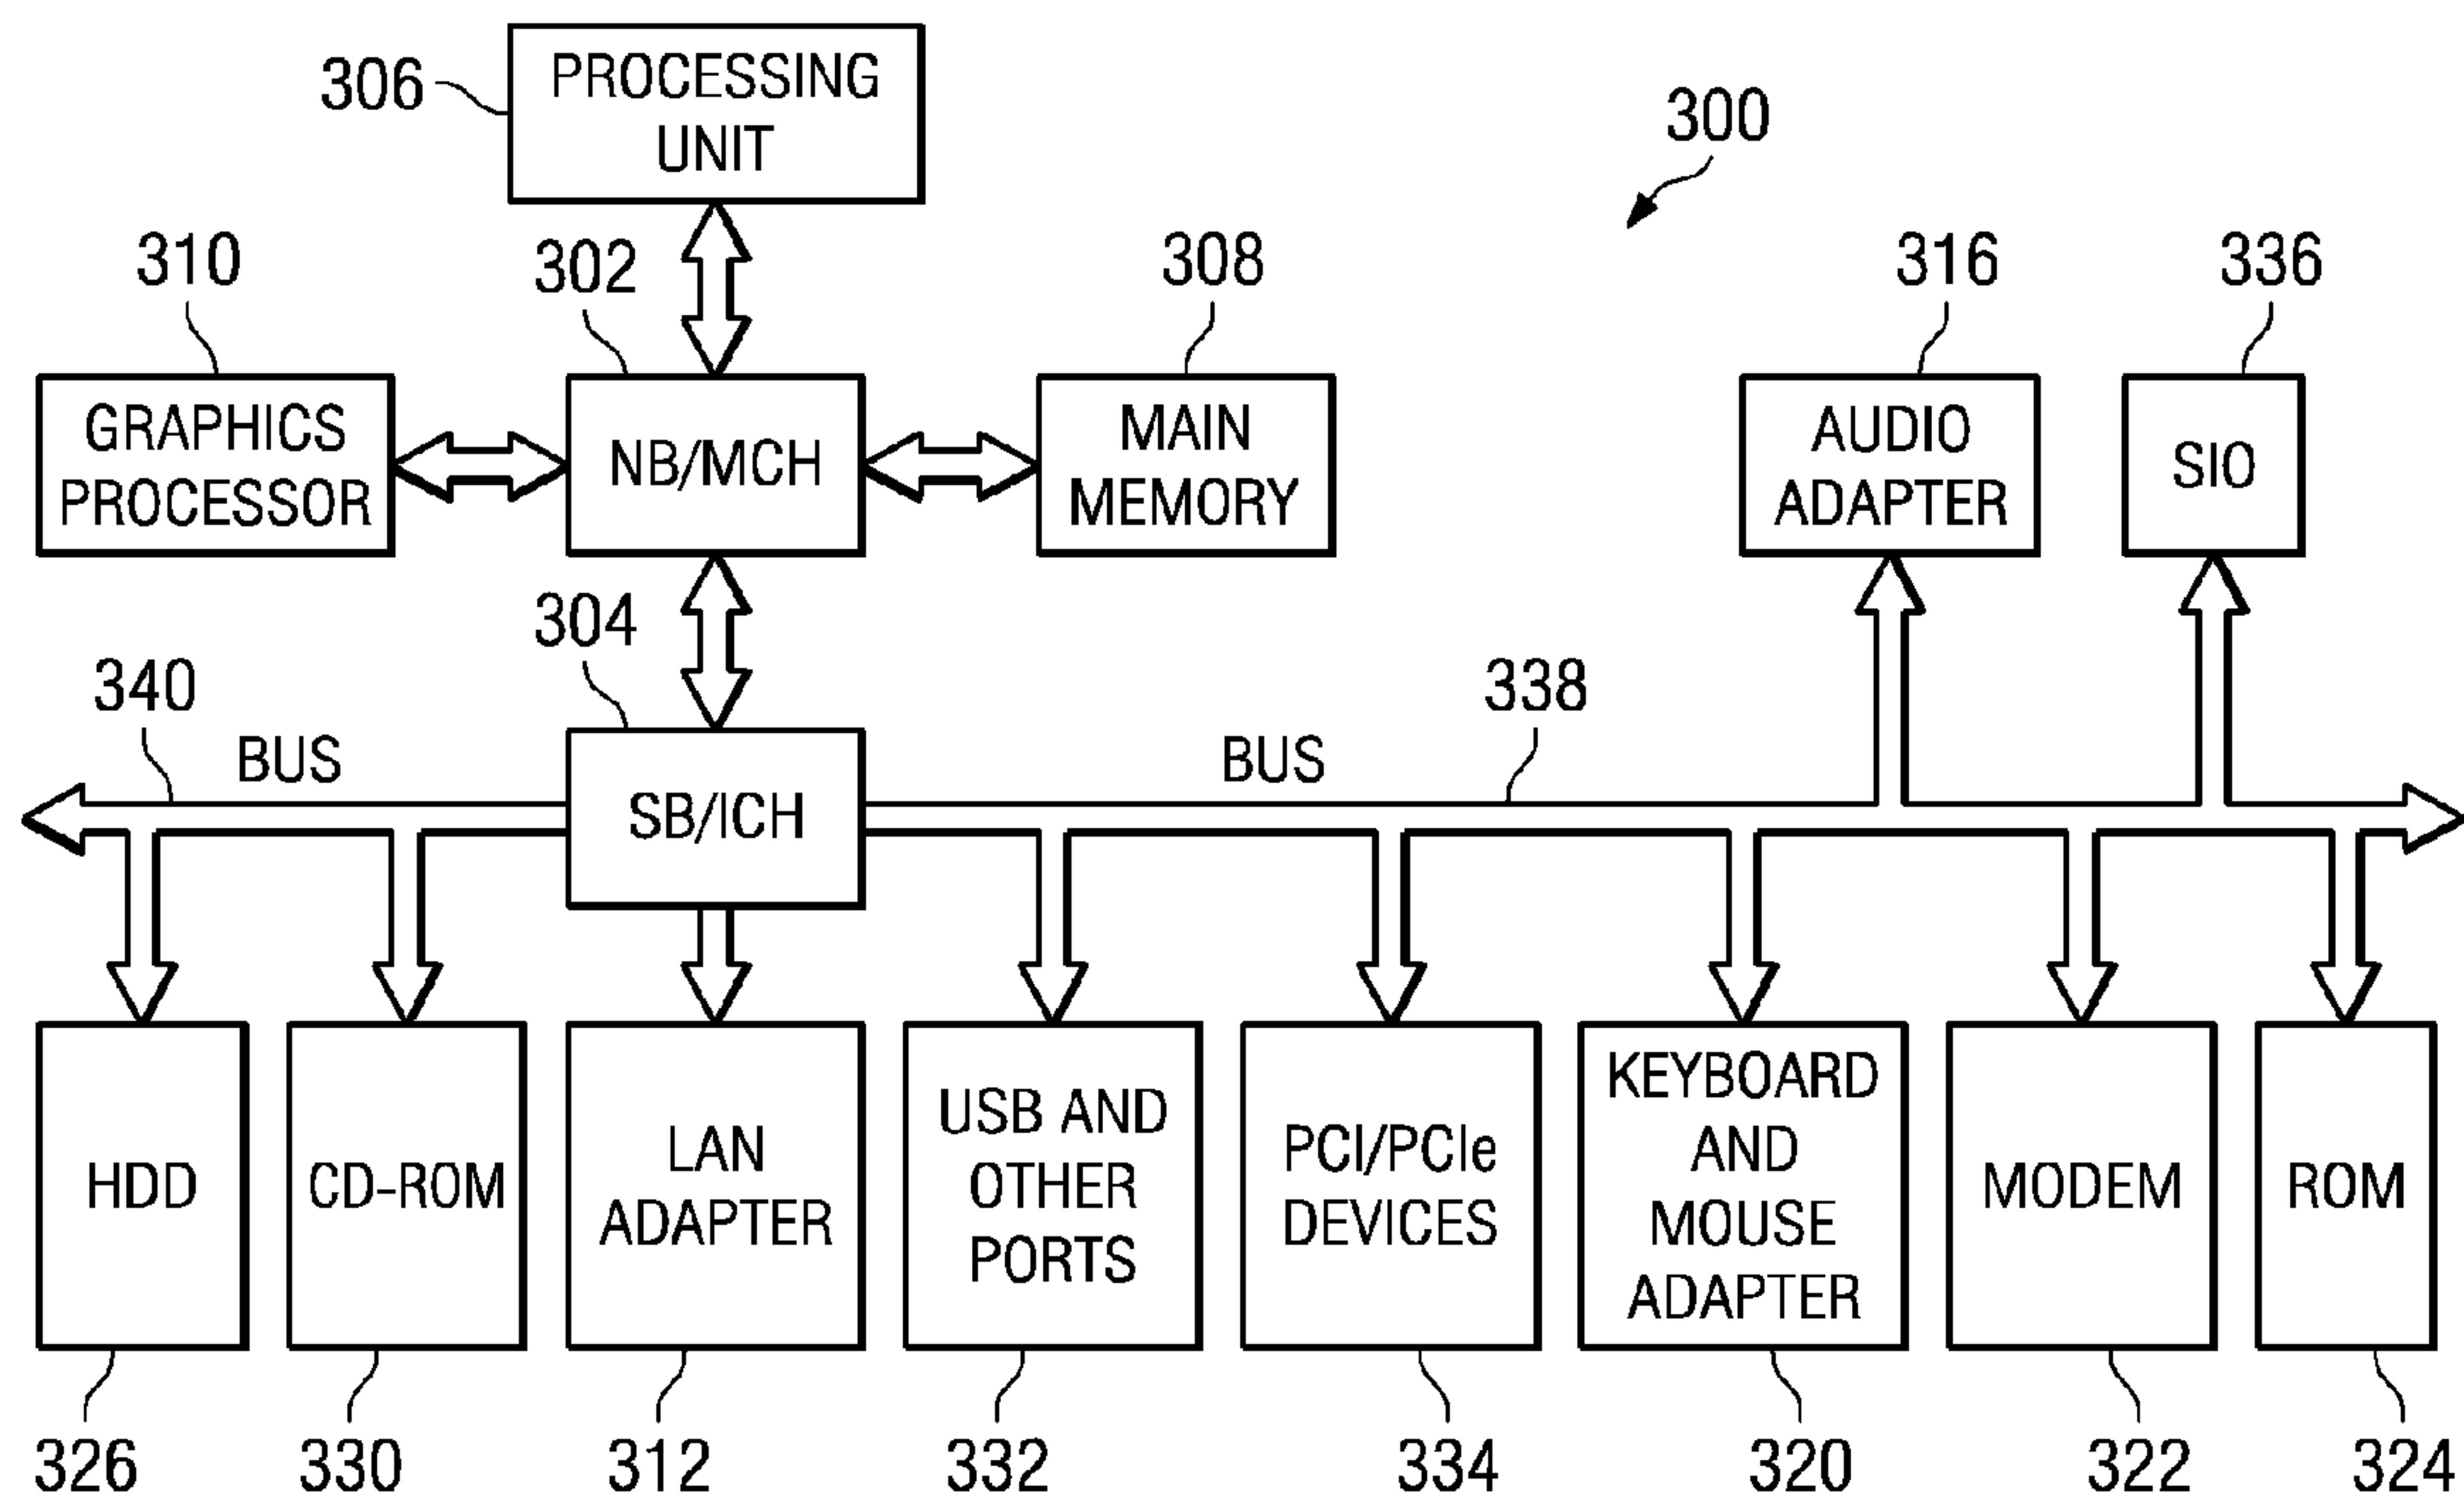 306
PROCESSING
UNIT
300
310
302
308
316
336
GRAPHICS
PROCESSOR
NB/MCH
MAIN
MEMORY
AUDIO
ADAPTER
SIO
304
340
338
BUS
BUS
SB/ICH
HDD
CD-ROM
LAN
ADAPTER
USB AND
OTHER
PORTS
PCI/PCIe
DEVICES
KEYBOARD
AND
MOUSE
ADAPTER
MODEM
ROM
326
330
312
332
334
320
322
324